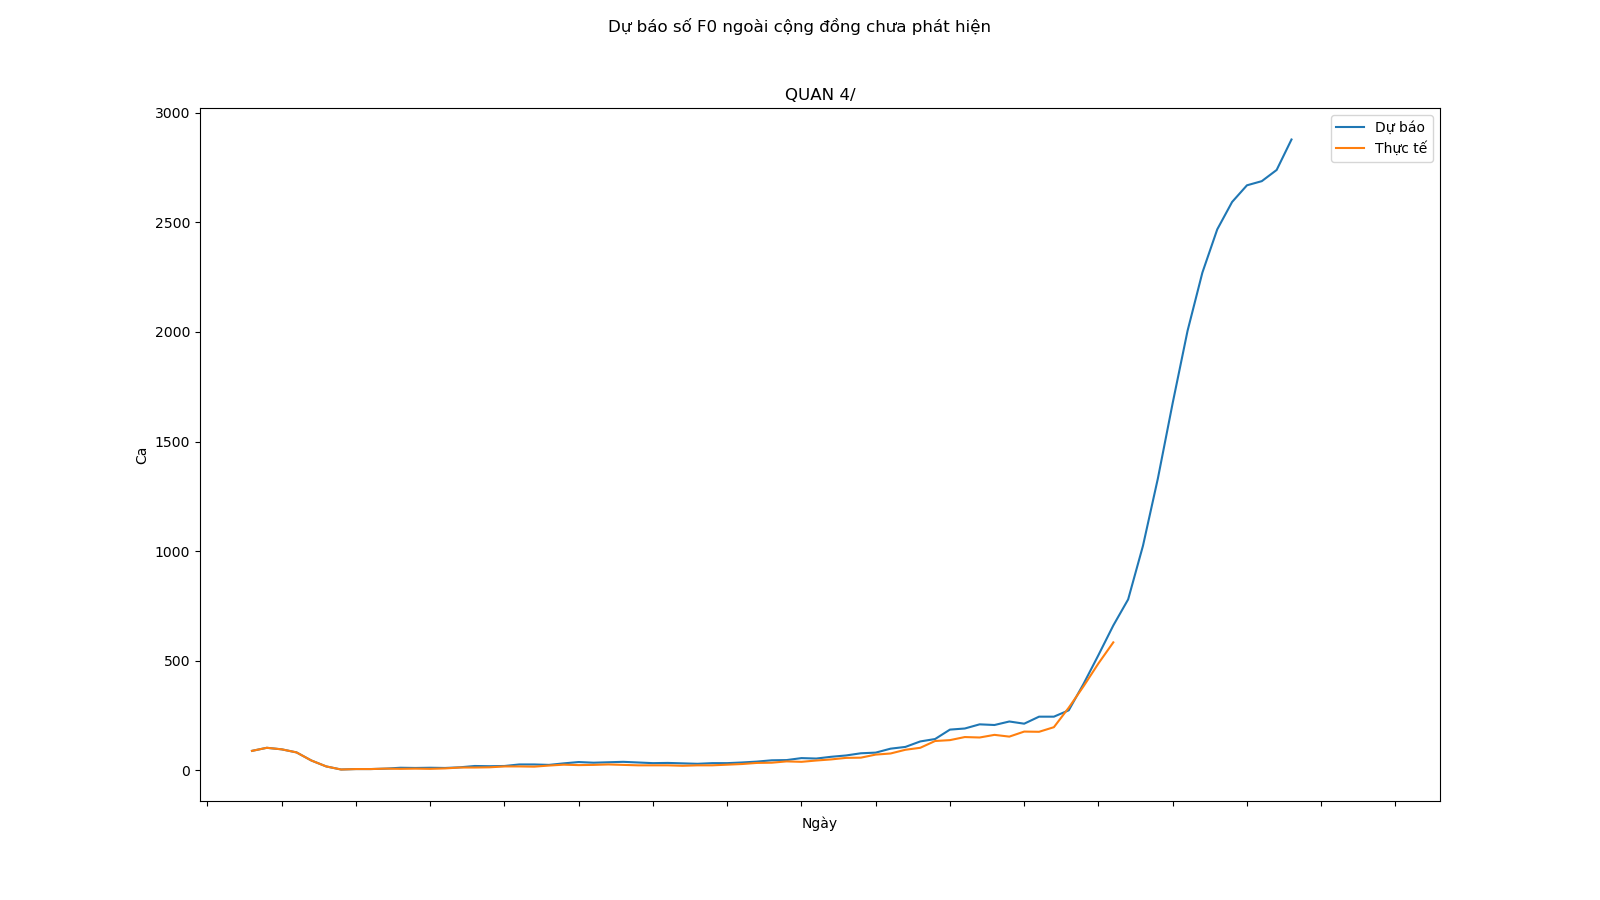 Dự báo số F0 ngoài cộng đồng chưa phát hiện
QUAN 4/
3000
2500
2000
1500
1000
500
0
Ca
Ngày
Dự báo
Thực tế